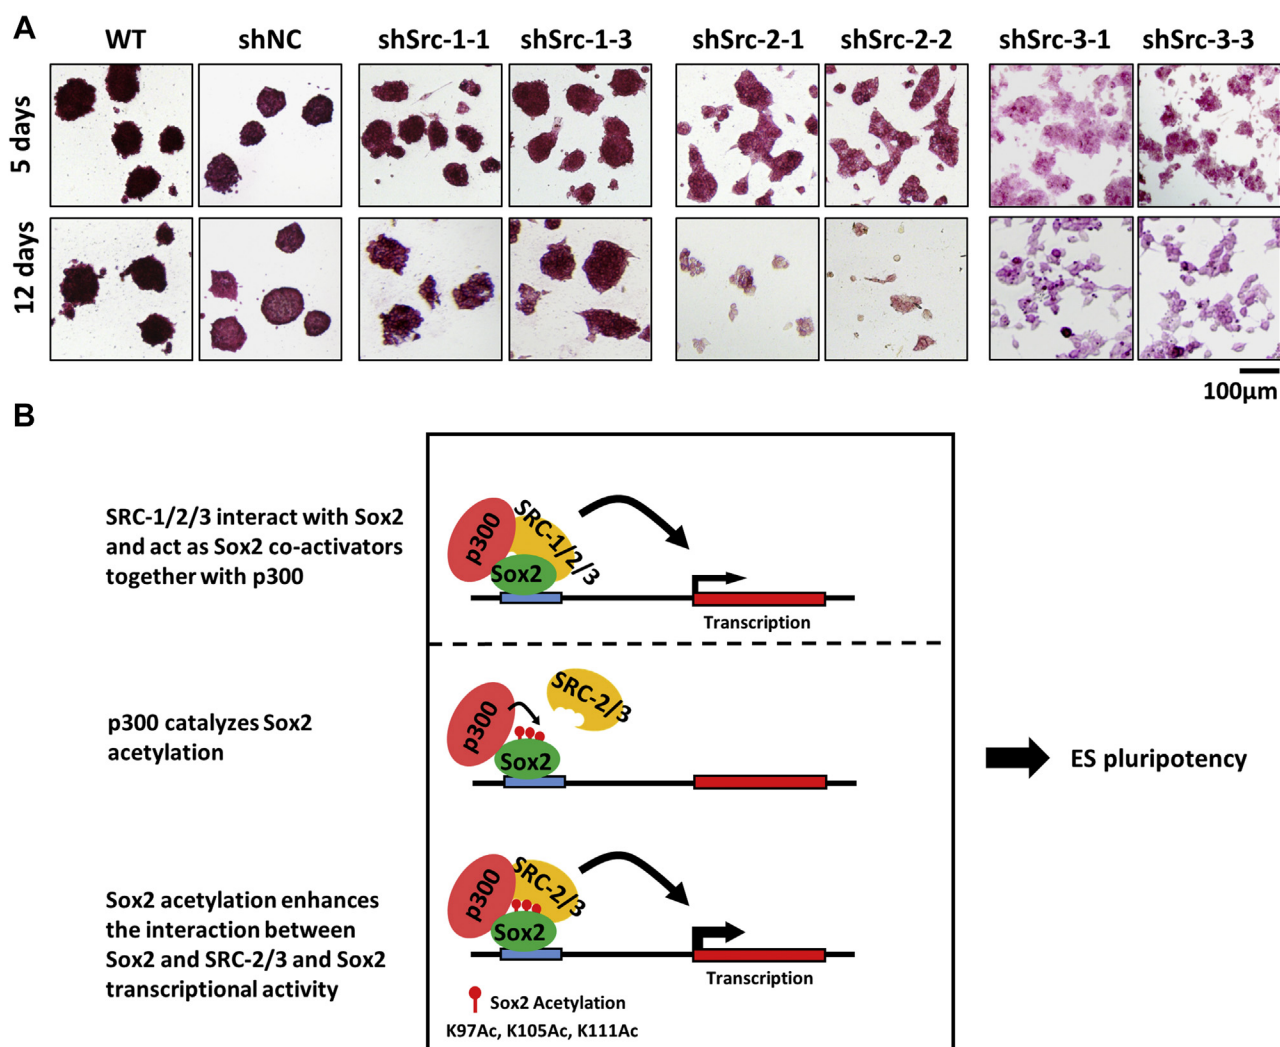 A
WT shNC shSrc-1-1 shSrc-1-3 shSrc-2-1 shSrc-2-2 shSrc-3-1 shSrc-3-3
5 days
12 days
100µm
B
SRC-1/2/3 interact with Sox2
and act as Sox2 co-activators
together with p300
p300
SRC-1/2/3
Sox2
Transcription
p300 catalyzes Sox2
acetylation
p300
SRC-2/3
Sox2
ES pluripotency
Sox2 acetylation enhances
the interaction between
Sox2 and SRC-2/3 and Sox2
transcriptional activity
p300
SRC-2/3
Sox2
Transcription
Sox2 Acetylation
K97Ac, K105Ac, K111Ac